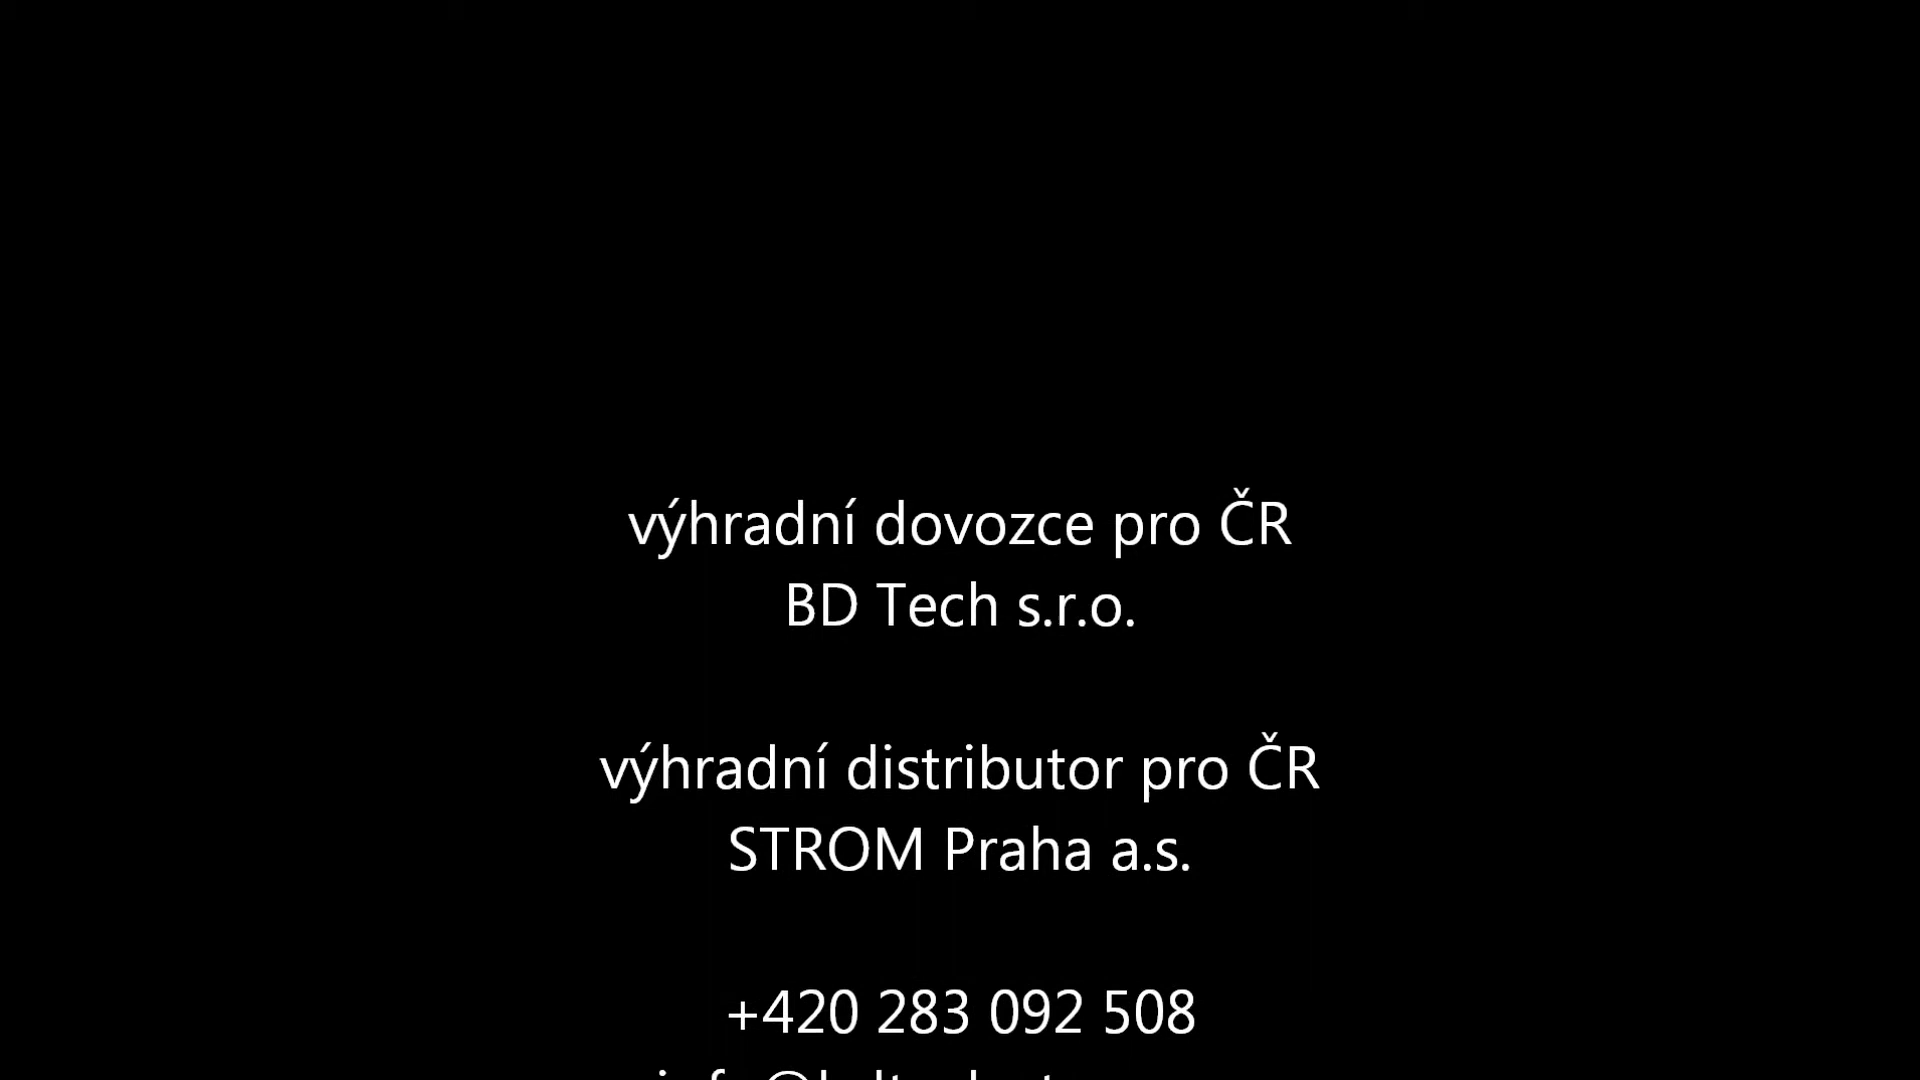 výhradní dovozce pro ČR
BD Tech s.r.o.
výhradní distributor pro ČR
STROM Praha a.s.
+420 283 092 508